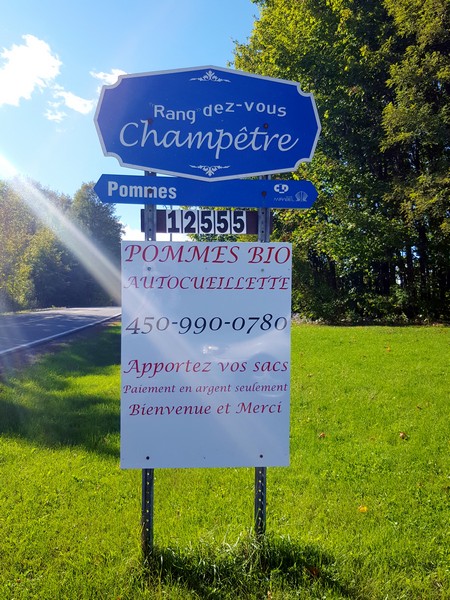 Rang dez-vous
Champêtre
Pommes
12555
POMMES BIO
AUTOCUEILLETTE
450-990-0780
Apportez vos sacs
Paiement en argent seulement
Bienvenue et Merci